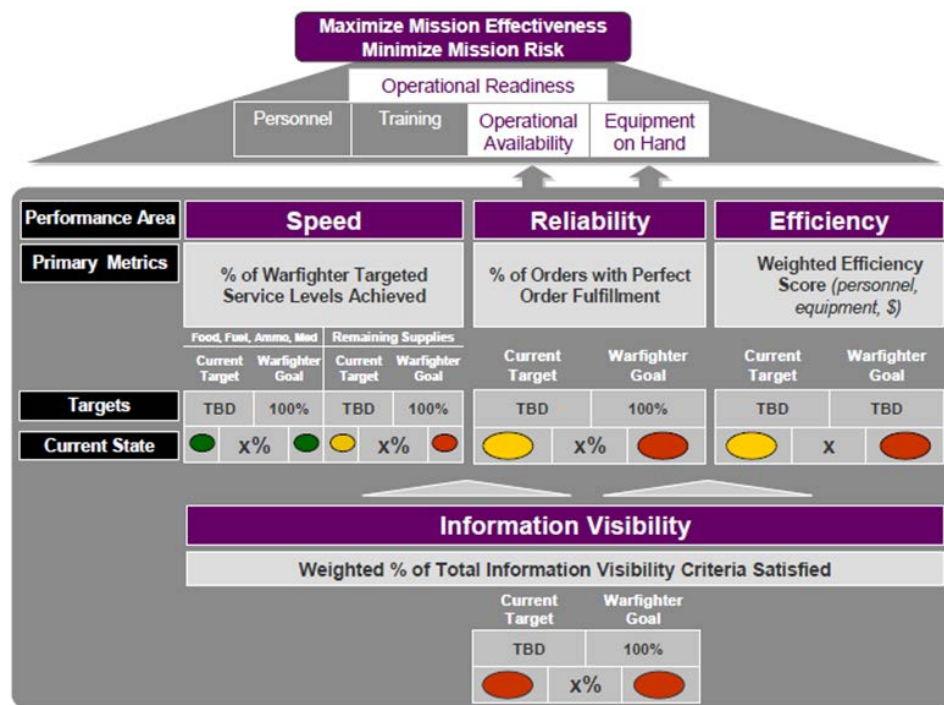 Maximize Mission Effectiveness
Minimize Mission Risk
Operational Readiness
Personnel
Training
Operational
Availability
Equipment
on Hand
Performance Area
Speed
Reliability
Efficiency
Primary Metrics
% of Warfighter Targeted
Service Levels Achieved
% of Orders with Perfect
Order Fulfillment
Weighted Efficiency
Score (personnel,
equipment, $)
Food, Fuel, Ammo, Med
Remaining Supplies
Current
Target
Warfighter
Goal
Current
Target
Warfighter
Goal
Current
Target
Warfighter
Goal
Current
Target
Warfighter
Goal
Targets
TBD
100%
TBD
100%
TBD
100%
TBD
TBD
Current State
x%
x%
x%
x
Information Visibility
Weighted % of Total Information Visibility Criteria Satisfied
Current
Target
Warfighter
Goal
TBD
100%
x%